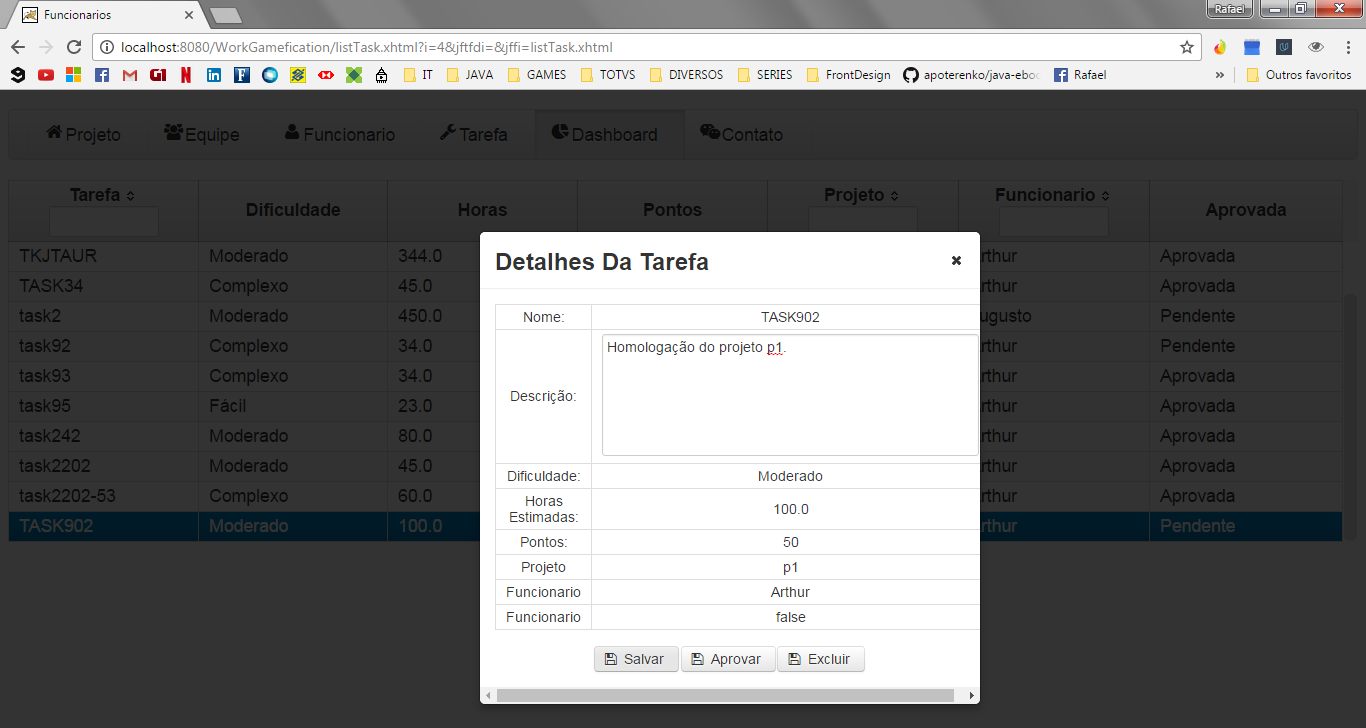 Funcionarios
Rafael
localhost:8080/WorkGamefication/listTask.xhtml?i=4&jftfdi=&jffi=listTask.xhtml
G1 N in F IT JAVA GAMES TOTVS DIVERSOS SERIES FrontDesign apoterenko/java-eboo Rafael » Outros favoritos
Projeto Equipe Funcionario Tarefa Dashboard Contato
Tarefa Dificuldade Horas Pontos Projeto Funcionario Aprovada
TKJTAUR Moderado 344.0 rthur Aprovada
TASK34 Complexo 45.0 rthur Aprovada
task2 Moderado 450.0 ugusto Pendente
task92 Complexo 34.0 rthur Pendente
task93 Complexo 34.0 rthur Aprovada
task95 Fácil 23.0 rthur Aprovada
task242 Moderado 80.0 rthur Aprovada
task2202 Moderado 45.0 rthur Aprovada
task2202-53 Complexo 60.0 rthur Aprovada
TASK902 Moderado 100.0 rthur Pendente
Detalhes Da Tarefa
Nome: TASK902
Descrição: Homologação do projeto p1.
Dificuldade: Moderado
Horas
Estimadas: 100.0
Pontos: 50
Projeto p1
Funcionario Arthur
Funcionario false
Salvar Aprovar Excluir